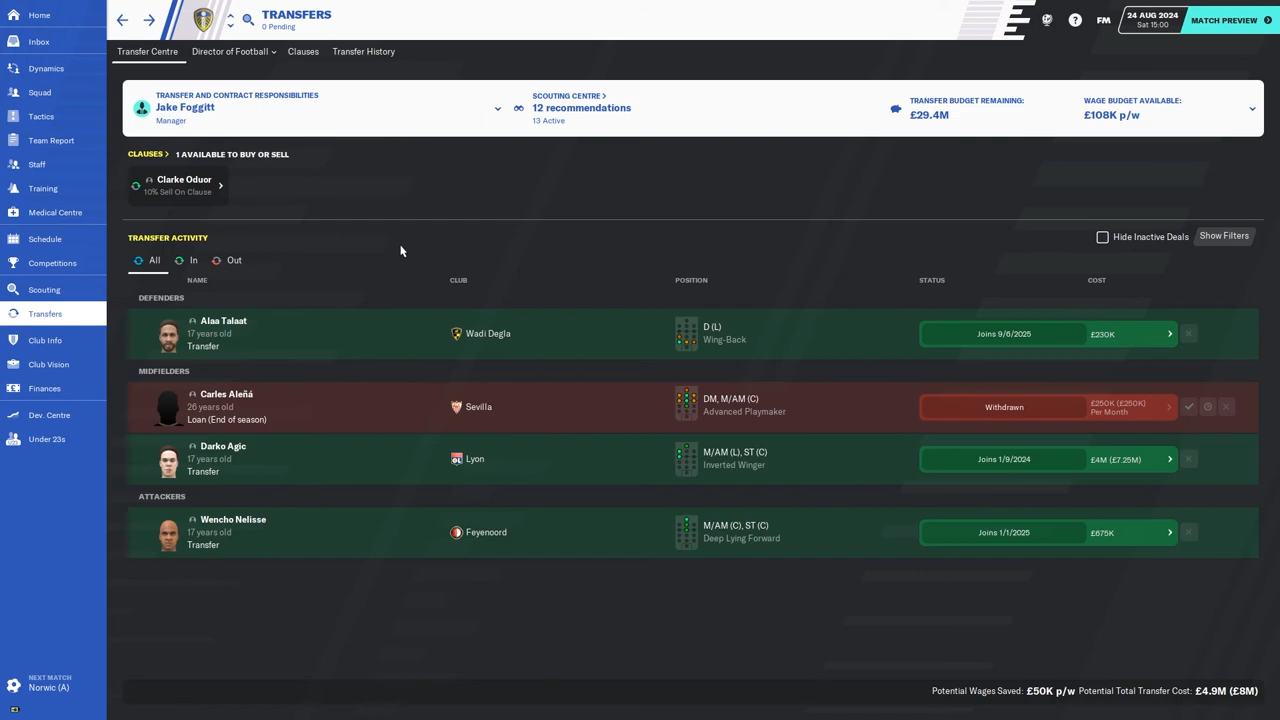 Home
Inbox
Dynamics
Squad
Tactics
Team Report
Staff
Training
Medical Centre
Schedule
Competitions
Scouting
Transfers
Club Info
Club Vision
Finances
Dev. Centre
Under 23s
NEXT MATCH
Norwic (A)
TRANSFERS
0 Pending
FM
24 AUG 2024
Sat 15:00
MATCH PREVIEW
Transfer Centre
Director of Football
Clauses
Transfer History
TRANSFER AND CONTRACT RESPONSIBILITIES
Jake Foggitt
Manager
SCOUTING CENTRE >
12 recommendations
13 Active
TRANSFER BUDGET REMAINING:
£29.4M
WAGE BUDGET AVAILABLE:
£108K p/w
CLAUSES > 1 AVAILABLE TO BUY OR SELL
Clarke Oduor
10% Sell On Clause
TRANSFER ACTIVITY
Hide Inactive Deals
Show Filters
All In Out
NAME CLUB POSITION STATUS COST
DEFENDERS
Alaa Talaat
17 years old
Transfer
Wadi Degla
D (L)
Wing-Back
Joins 9/6/2025
£230K
MIDFIELDERS
Carles Aleñá
26 years old
Loan (End of season)
Sevilla
DM, M/AM (C)
Advanced Playmaker
Withdrawn
£250K (£250K)
Per Month
Darko Agic
17 years old
Transfer
OL
Lyon
M/AM (L), ST (C)
Inverted Winger
Joins 1/9/2024
£4M (£7.25M)
ATTACKERS
Wencho Nelisse
17 years old
Transfer
Feyenoord
M/AM (C), ST (C)
Deep Lying Forward
Joins 1/1/2025
£675K
Potential Wages Saved: £50K p/w Potential Total Transfer Cost: £4.9M (£8M)